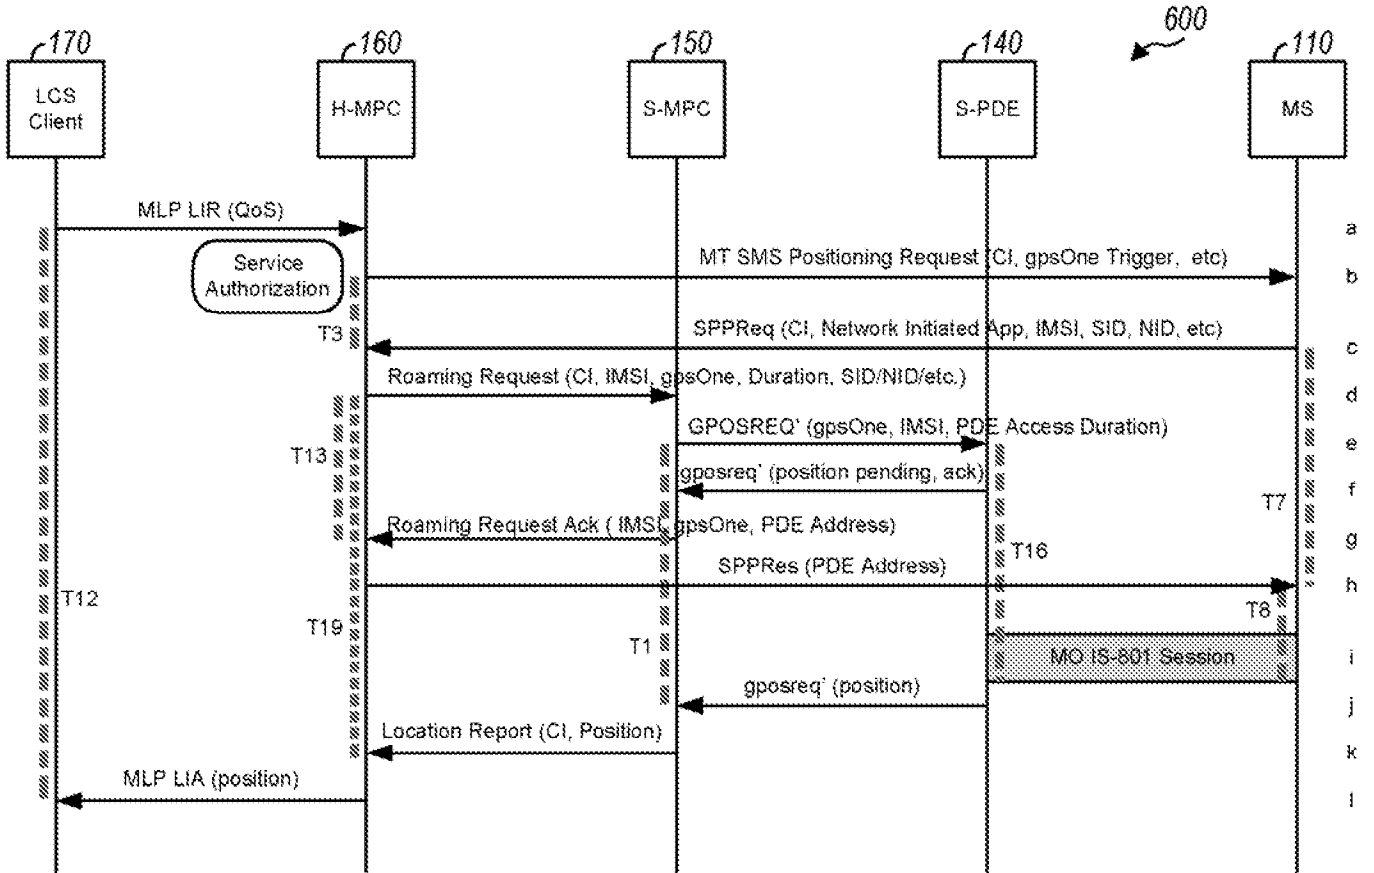 600
170
160
150
140
110
LCS
Client
H-MPC
S-MPC
S-PDE
MS
MLP LIR (QoS)
a
Service
Authorization
MT SMS Positioning Request (CI, gpsOne Trigger, etc)
b
T3
SPPReq (CI, Network Initiated App, IMSI, SID, NID, etc)
c
Roaming Request (CI, IMSI, gpsOne, Duration, SID/NID/etc.)
d
GPOSREQ' (gpsOne, IMSI, PDE Access Duration)
e
T13
gposreq' (position pending, ack)
f
T7
Roaming Request Ack ( IMSI, gpsOne, PDE Address)
g
T16
SPPRes (PDE Address)
h
T12
T8
T19
T1
MO IS-801 Session
i
gposreq' (position)
j
Location Report (CI, Position)
k
MLP LIA (position)
l